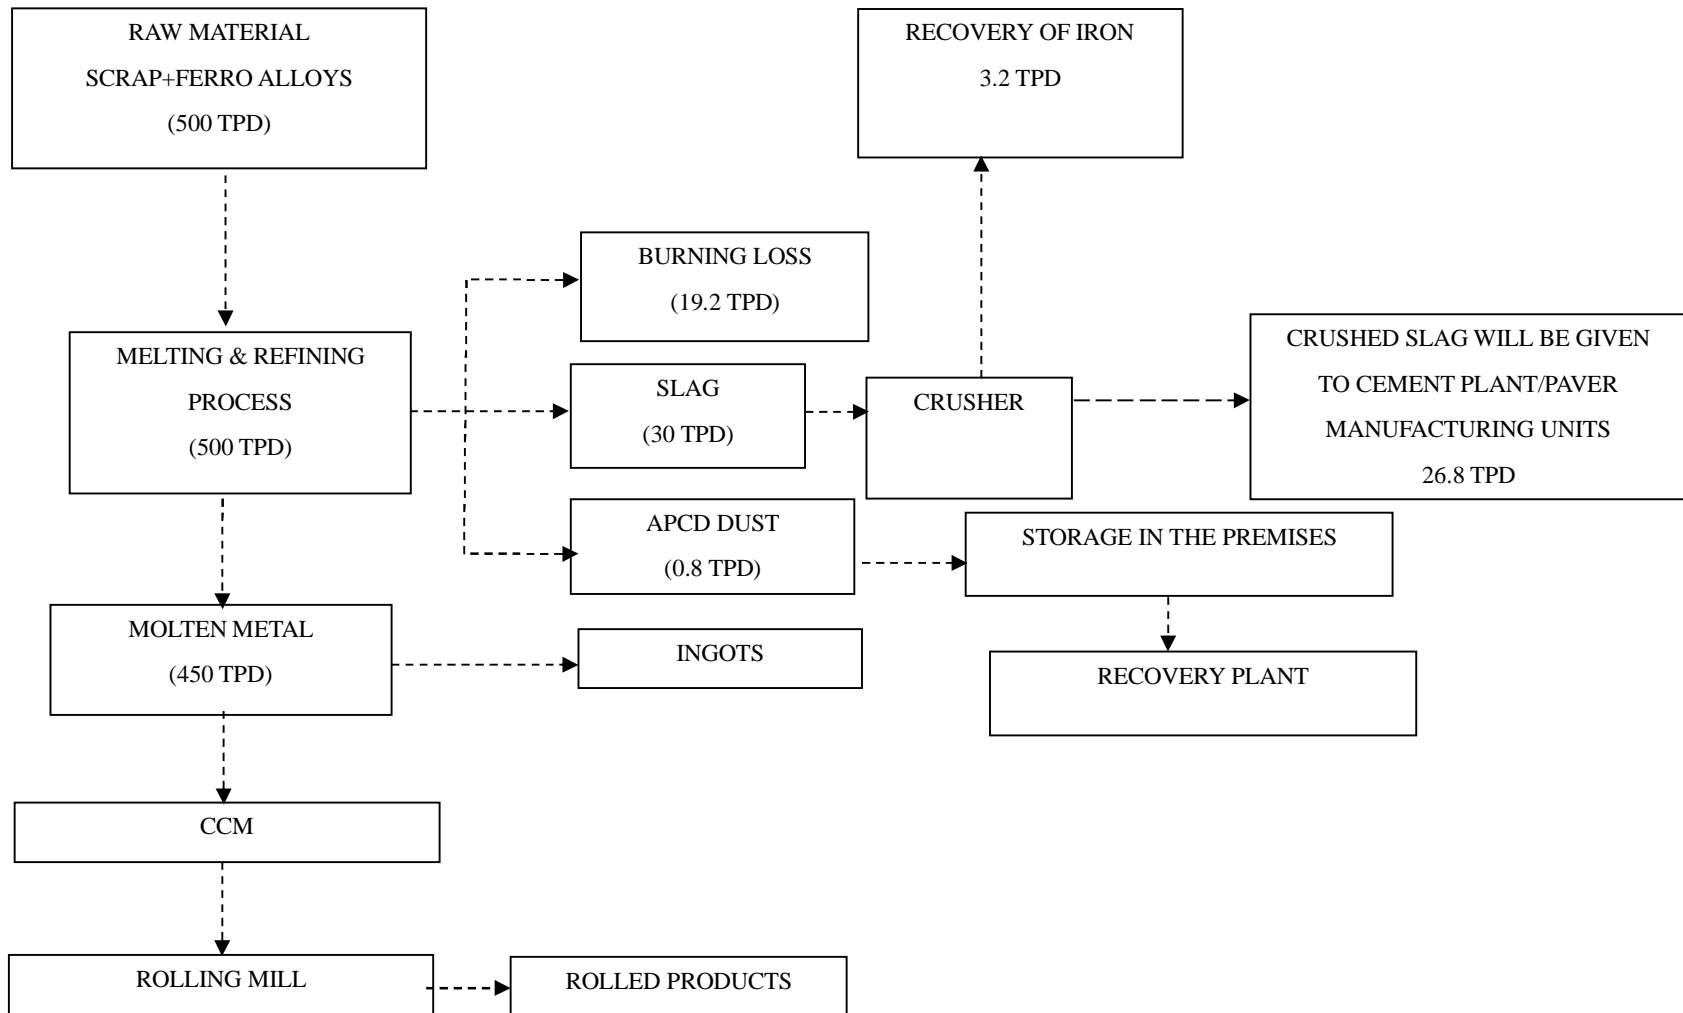 RAW MATERIAL
SCRAP+FERRO ALLOYS
(500 TPD)
RECOVERY OF IRON
3.2 TPD
BURNING LOSS
(19.2 TPD)
MELTING & REFINING
PROCESS
(500 TPD)
SLAG
(30 TPD)
CRUSHER
CRUSHED SLAG WILL BE GIVEN
TO CEMENT PLANT/PAVER
MANUFACTURING UNITS
26.8 TPD
APCD DUST
(0.8 TPD)
STORAGE IN THE PREMISES
MOLTEN METAL
(450 TPD)
INGOTS
RECOVERY PLANT
CCM
ROLLING MILL
ROLLED PRODUCTS